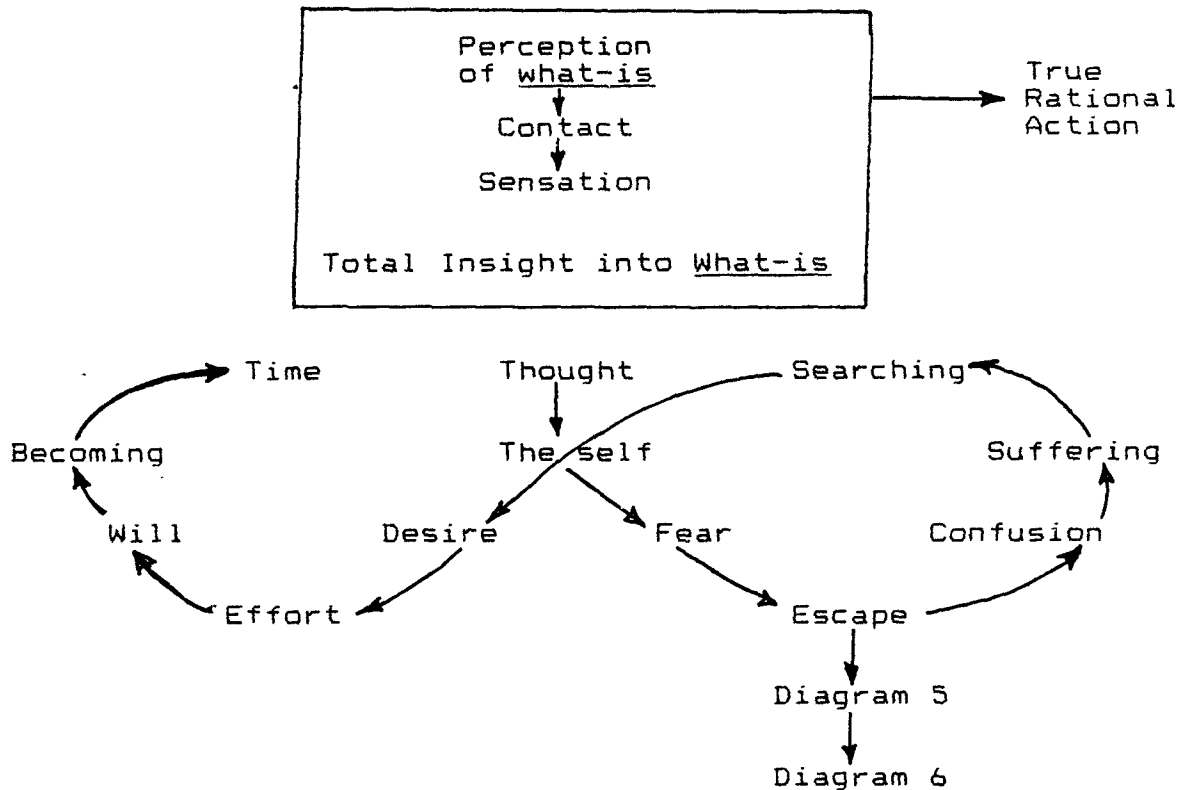 Perception
of what-is
Contact
Sensation
Total Insight into What-is
True
Rational
Action
Time
Thought
Searching
Becoming
The self
Suffering
Will
Desire
Fear
Confusion
Effort
Escape
Diagram 5
Diagram 6